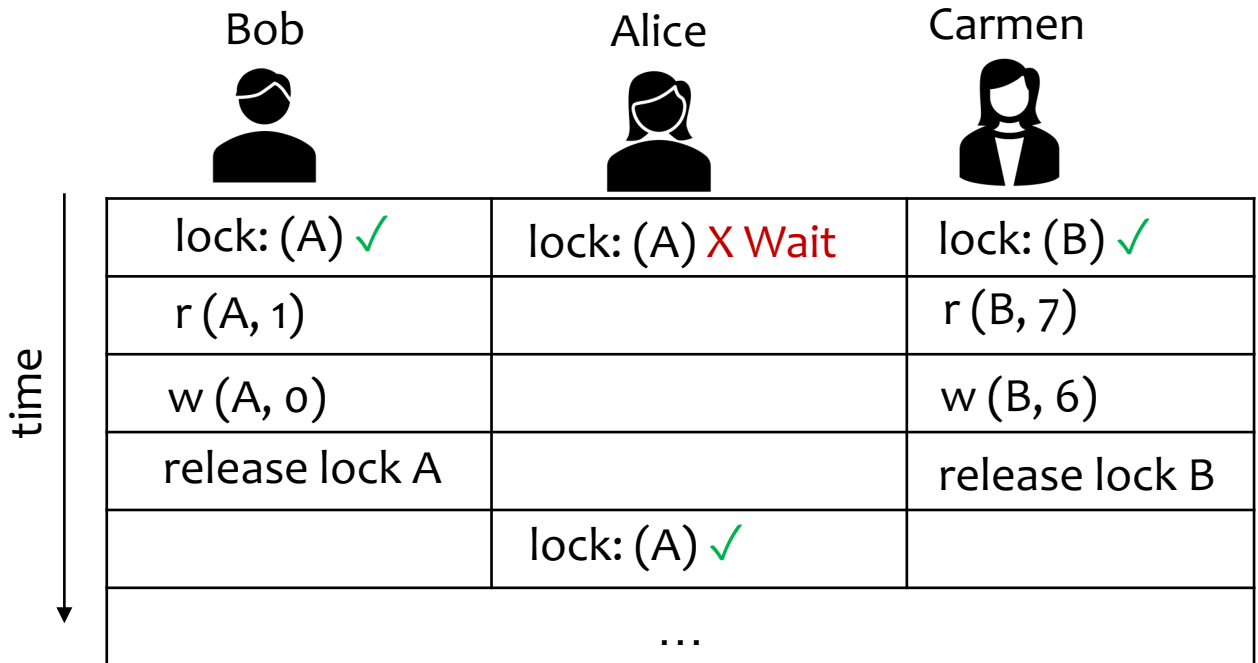 Bob Alice Carmen
time
lock: (A) ✓ lock: (A) X Wait lock: (B) ✓
r (A, 1) r (B, 7)
w (A, 0) w (B, 6)
release lock A release lock B
lock: (A) ✓
...